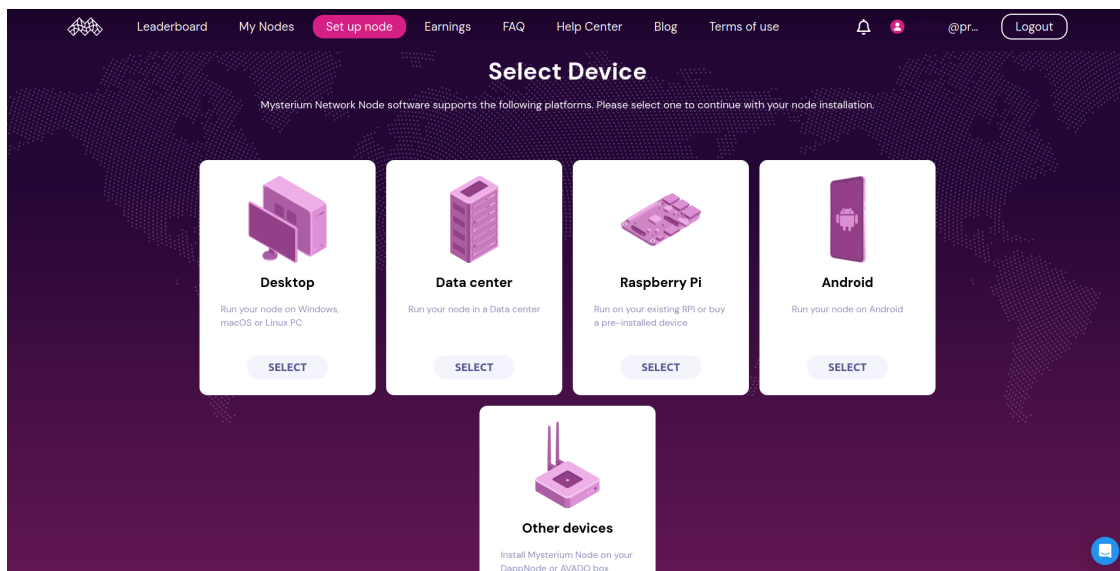 Leaderboard My Nodes Set up node Earnings FAQ Help Center Blog Terms of use @pr... Logout
Select Device
Mysterium Network Node software supports the following platforms. Please select one to continue with your node installation.
Desktop
Run your node on Windows,
macOS or Linux PC
SELECT
Data center
Run your node in a Data center
SELECT
Raspberry Pi
Run on your existing RPi or buy
a pre-installed device
SELECT
Android
Run your node on Android
SELECT
Other devices
Install Mysterium Node on your
DappNode or AVADO box